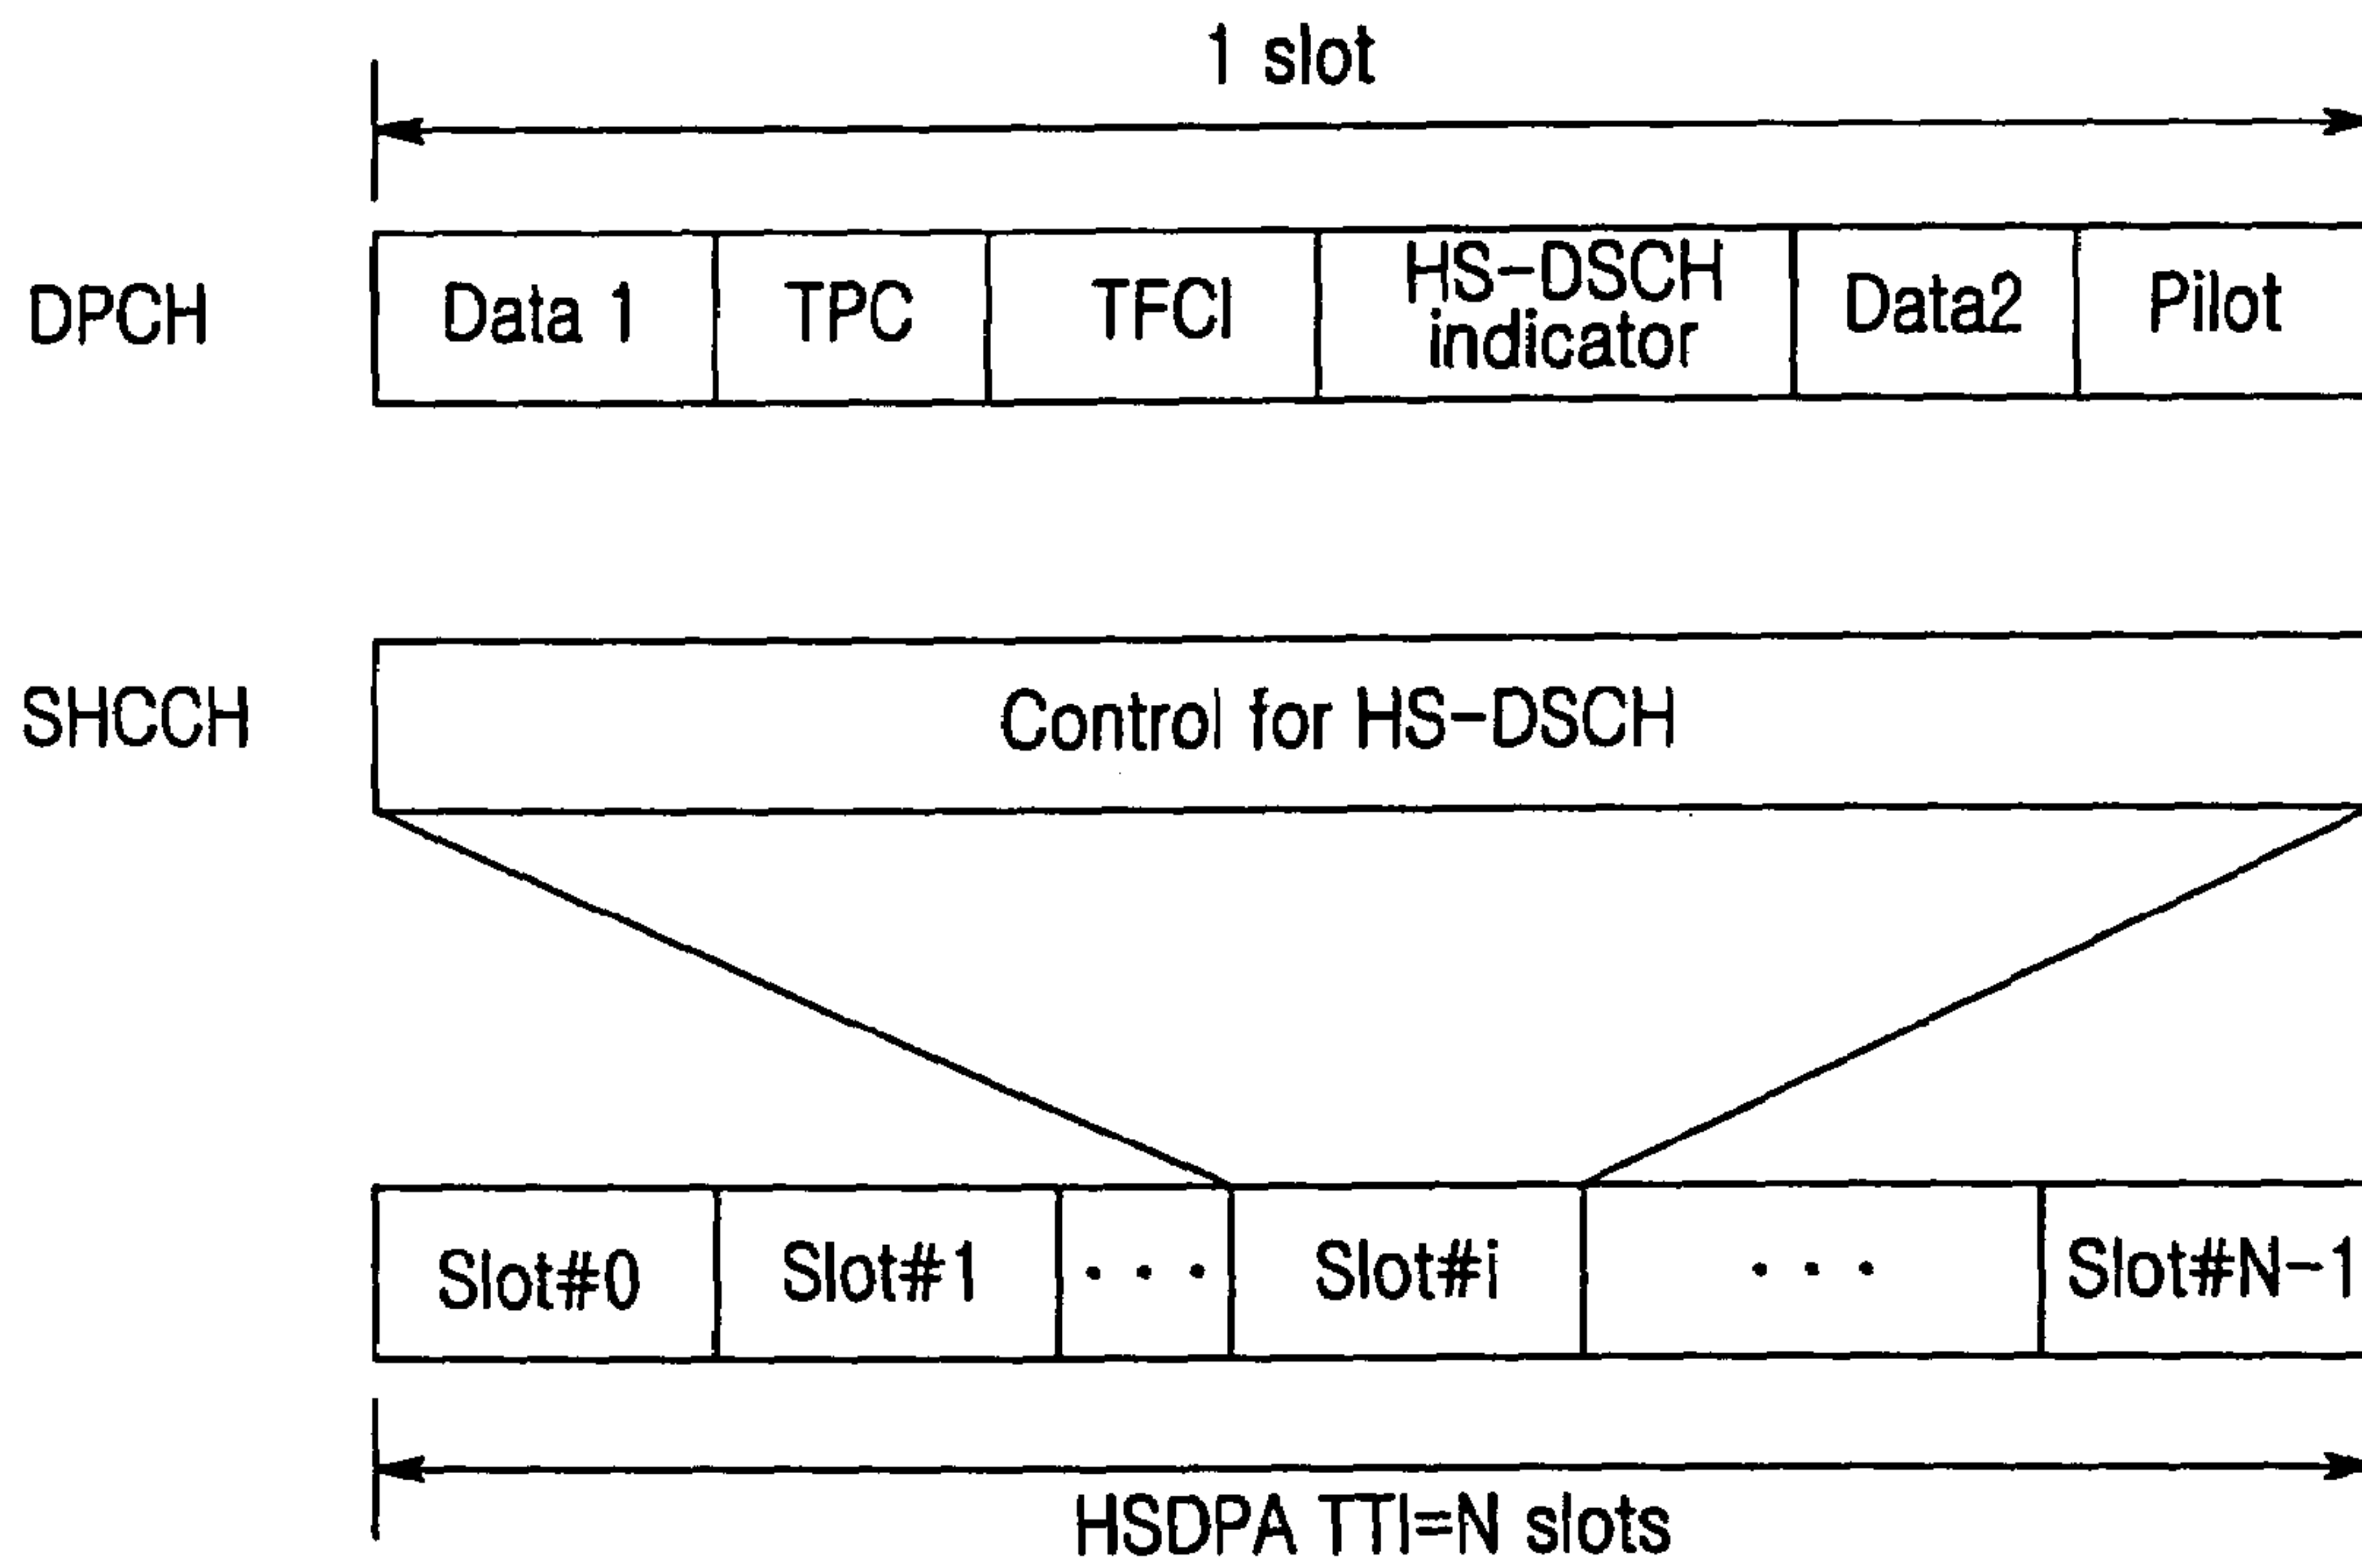 1 slot
DPCH
Data 1
TPC
TFCI
HS-DSCH
indicator
Data2
Pilot
SHCCH
Control for HS-DSCH
Slot#0
Slot#1
• • •
Slot#i
• • •
Slot#N-1
HSDPA TTI=N slots